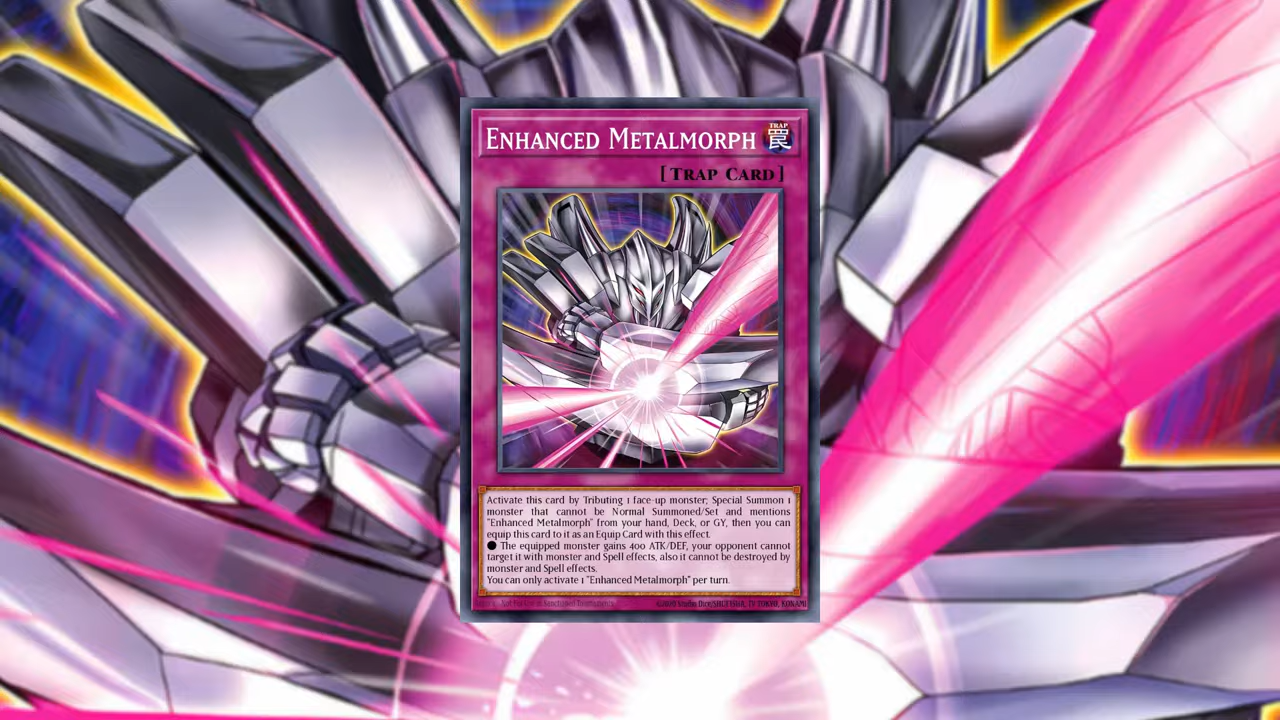 Enhanced Metalmorph
TRAP
罠
[Trap Card]
Activate this card by Tributing 1 face-up monster; Special Summon 1
monster that cannot be Normal Summoned/Set and mentions
"Enhanced Metalmorph" from your hand, Deck, or GY, then you can
equip this card to it as an Equip Card with this effect.
● The equipped monster gains 400 ATK/DEF, your opponent cannot
target it with monster and Spell effects, also it cannot be destroyed by
monster and Spell effects.
You can only activate 1 "Enhanced Metalmorph" per turn.
©2020 Studio Dice/SHUEISHA, TV TOKYO, KONAMI